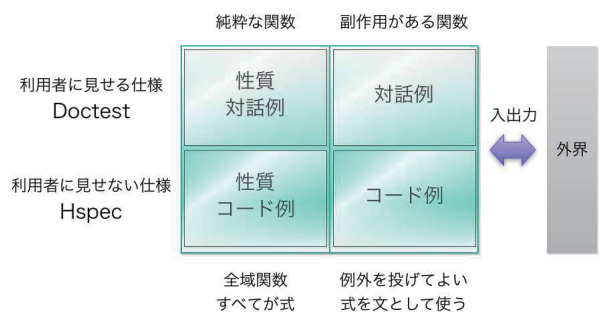 純粋な関数
副作用がある関数
利用者に見せる仕様
Doctest
性質
対話例
対話例
入出力
外界
利用者に見せない仕様
Hspec
性質
コード例
コード例
全域関数
すべてが式
例外を投げてよい
式を文として使う